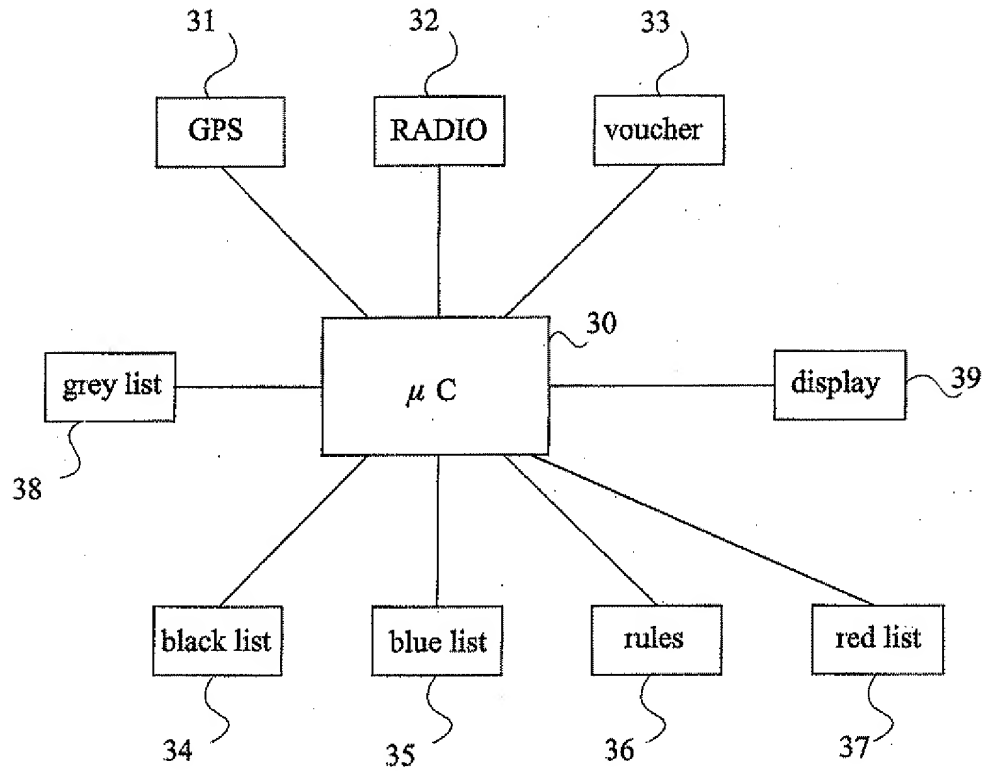 31
32
33
GPS
RADIO
voucher
30
μ C
grey list
display
39
38
black list
blue list
rules
red list
34
35
36
37